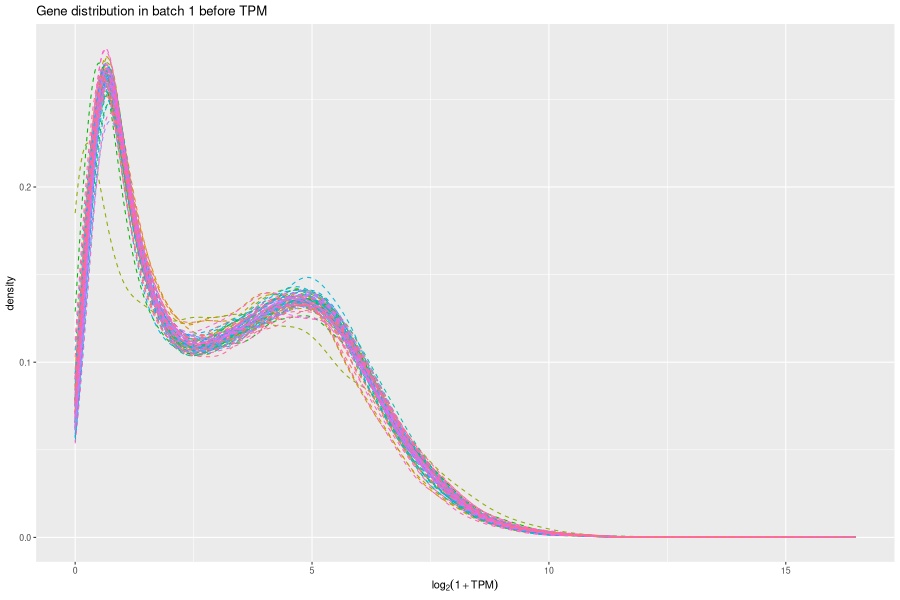 Gene distribution in batch 1 before TPM
density
0.2
0.1
0.0
0
5
10
15
log₂(1 + TPM)